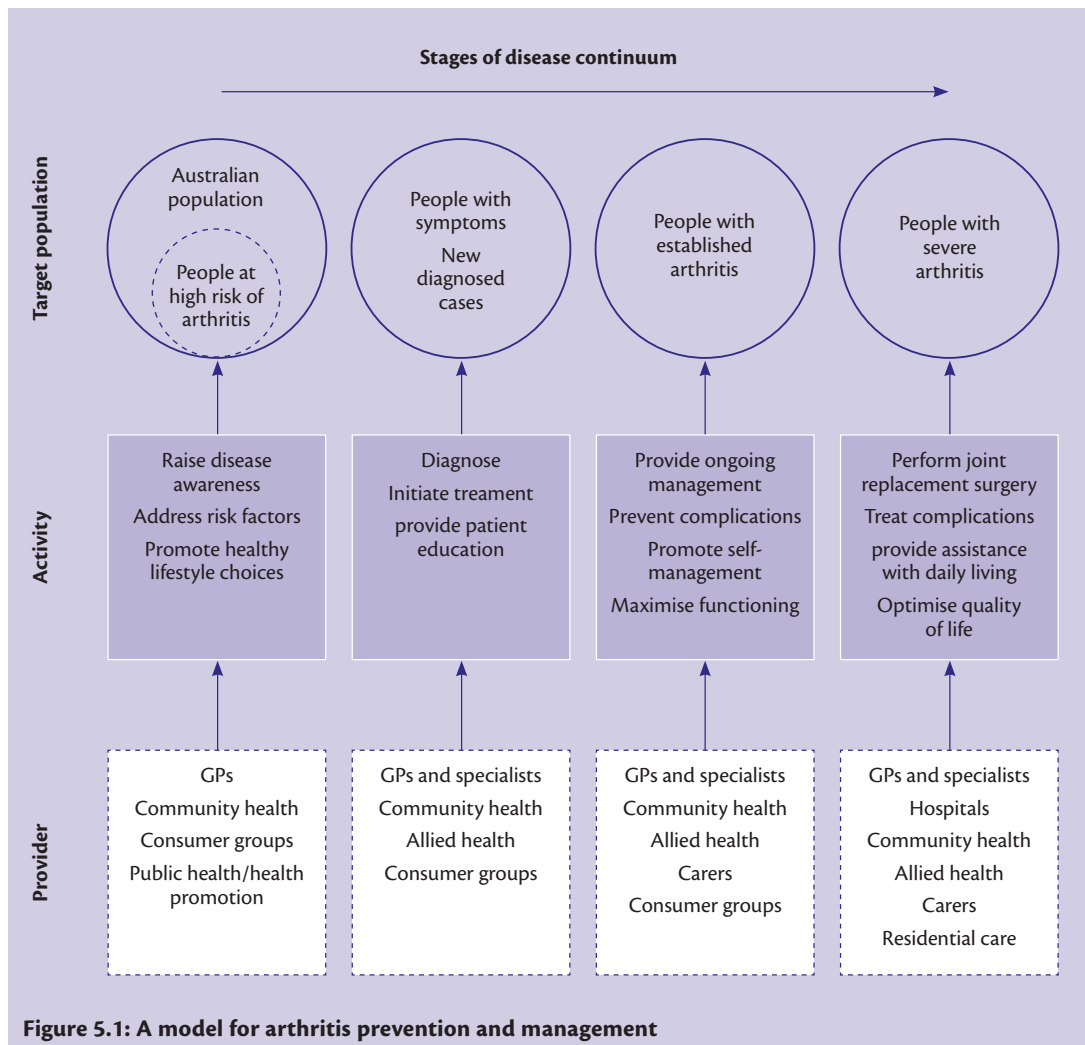 Stages of disease continuum
Target population
Australian
population
People at
high risk of
arthritis
People with
symptoms
New
diagnosed
cases
People with
established
arthritis
People with
severe
arthritis
Activity
Raise disease
awareness
Address risk factors
Promote healthy
lifestyle choices
Diagnose
Initiate treament
provide patient
education
Provide ongoing
management
Prevent complications
Promote self-
management
Maximise functioning
Perform joint
replacement surgery
Treat complications
provide assistance
with daily living
Optimise quality
of life
Provider
GPs
Community health
Consumer groups
Public health/health
promotion
GPs and specialists
Community health
Allied health
Consumer groups
GPs and specialists
Community health
Allied health
Carers
Consumer groups
GPs and specialists
Hospitals
Community health
Allied health
Carers
Residential care
Figure 5.1: A model for arthritis prevention and management